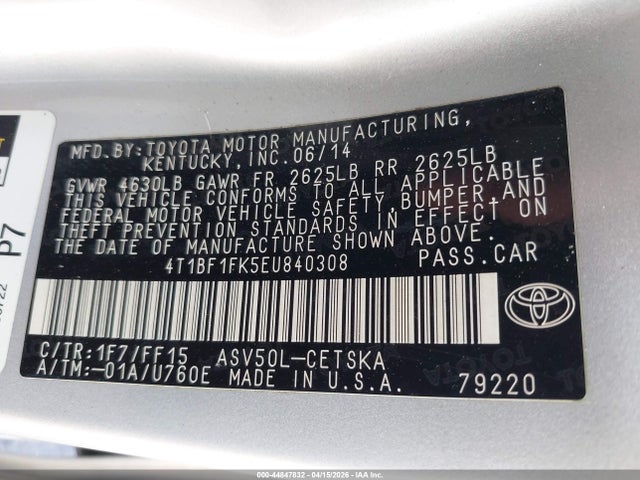 MFD.BY:TOYOTA MOTOR MANUFACTURING,
KENTUCKY, INC.06/14
GVWR 4630LB GAWR FR 2625LB RR 2625LB
THIS VEHICLE CONFORMS TO ALL APPLICABLE
FEDERAL MOTOR VEHICLE SAFETY, BUMPER,AND
THEFT PREVENTION STANDARDS IN EFFECT ON
THE DATE OF MANUFACTURE SHOWN ABOVE.
4T1BF1FK5EU840308 PASS.CAR
C/TR:1F7/FF15 ASV50L-CETSKA
A/TM:-01A/U760E MADE IN U.S.A. 79220
P7
000-44847832 - 04/15/2026 - IAAI.COM